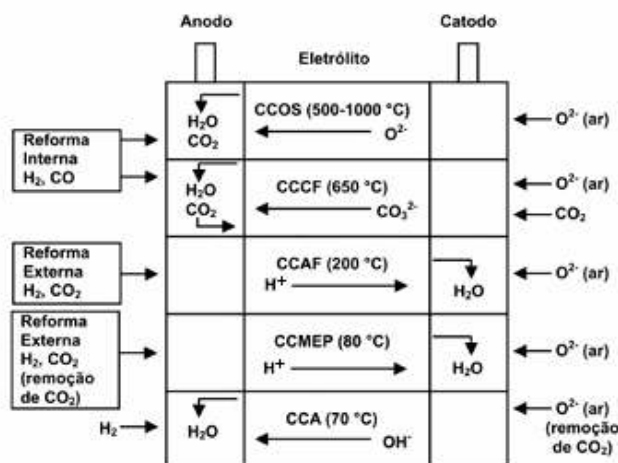 Anodo
Catodo
Eletrólito
Reforma
Interna
H₂, CO
H₂O
CO₂
CCOS (500-1000 °C)
O²⁻
O²⁻ (ar)
H₂O
CO₂
CCCF (650 °C)
CO₃²⁻
O²⁻ (ar)
CO₂
Reforma
Externa
H₂, CO₂
CCAF (200 °C)
H⁺
H₂O
O²⁻ (ar)
Reforma
Externa
H₂, CO₂
(remoção
de CO₂)
CCMEP (80 °C)
H⁺
H₂O
O²⁻ (ar)
H₂
H₂O
CCA (70 °C)
OH⁻
O²⁻ (ar)
(remoção
de CO₂)